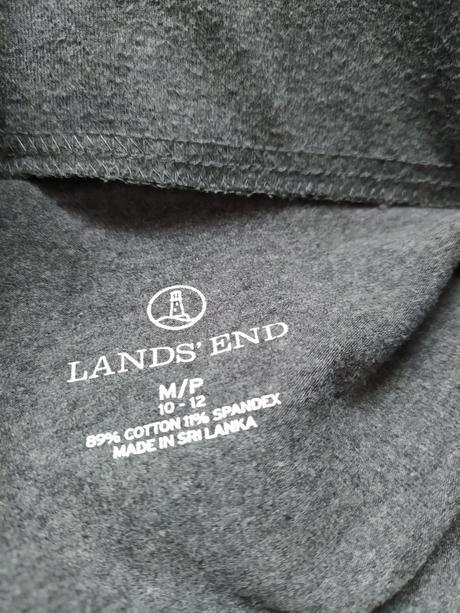 LANDS' END
M/P
10 - 12
89% COTTON 11% SPANDEX
MADE IN SRI LANKA